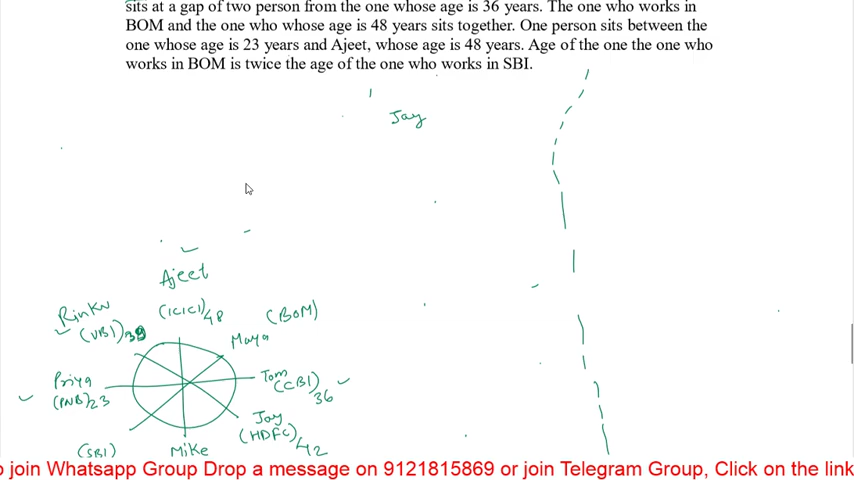 sits at a gap of two person from the one whose age is 36 years. The one who works in
BOM and the one who whose age is 48 years sits together. One person sits between the
one whose age is 23 years and Ajeet, whose age is 48 years. Age of the one the one who
works in BOM is twice the age of the one who works in SBI.
Jay
Ajeet
(ICICI) 48
Rinku
(UBI) 39
(BOM)
Maya
Priya
(PNB) 23
Tom
(CBI)
36
Jay
(HDFC)
42
(SBI)
Mike
o join Whatsapp Group Drop a message on 9121815869 or join Telegram Group, Click on the link